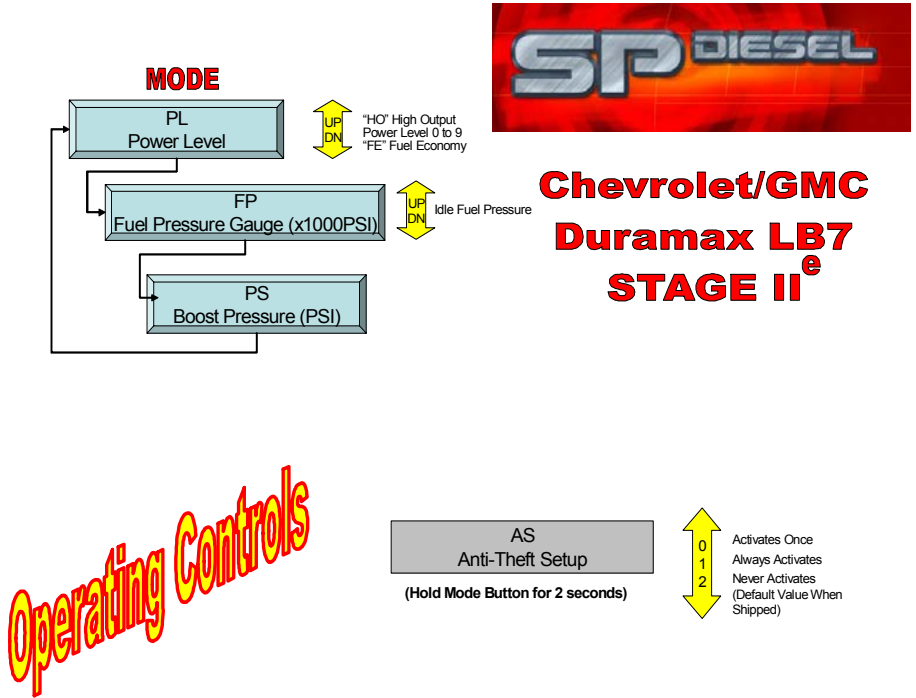 SP DIESEL
MODE
PL
Power Level
UP
DN
“HO” High Output
Power Level 0 to 9
“FE” Fuel Economy
FP
Fuel Pressure Gauge (x1000PSI)
UP
DN
Idle Fuel Pressure
PS
Boost Pressure (PSI)
Chevrolet/GMC
Duramax LB7
STAGE IIe
Operating Controls
AS
Anti-Theft Setup
(Hold Mode Button for 2 seconds)
0 Activates Once
1 Always Activates
2 Never Activates
(Default Value When
Shipped)